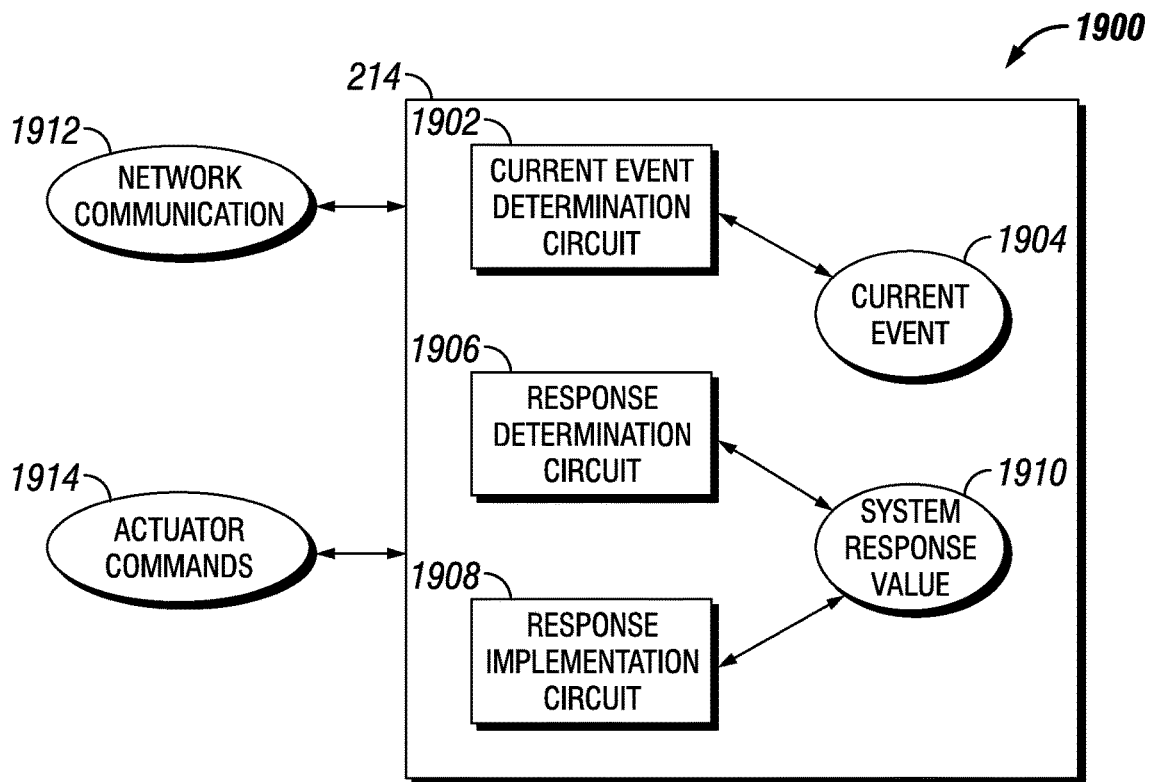 1900
214
1912
NETWORK
COMMUNICATION
1902
CURRENT EVENT
DETERMINATION
CIRCUIT
1904
CURRENT
EVENT
1906
RESPONSE
DETERMINATION
CIRCUIT
1914
ACTUATOR
COMMANDS
1910
SYSTEM
RESPONSE
VALUE
1908
RESPONSE
IMPLEMENTATION
CIRCUIT